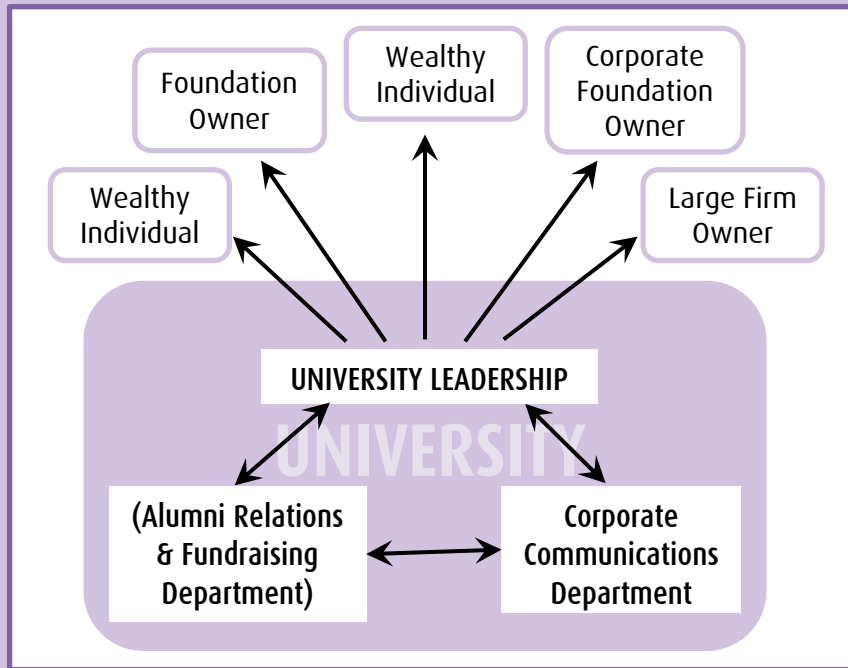 Wealthy
Individual
Foundation
Owner
Wealthy
Individual
Corporate
Foundation
Owner
Large Firm
Owner
UNIVERSITY LEADERSHIP
UNIVERSITY
(Alumni Relations
& Fundraising
Department)
Corporate
Communications
Department